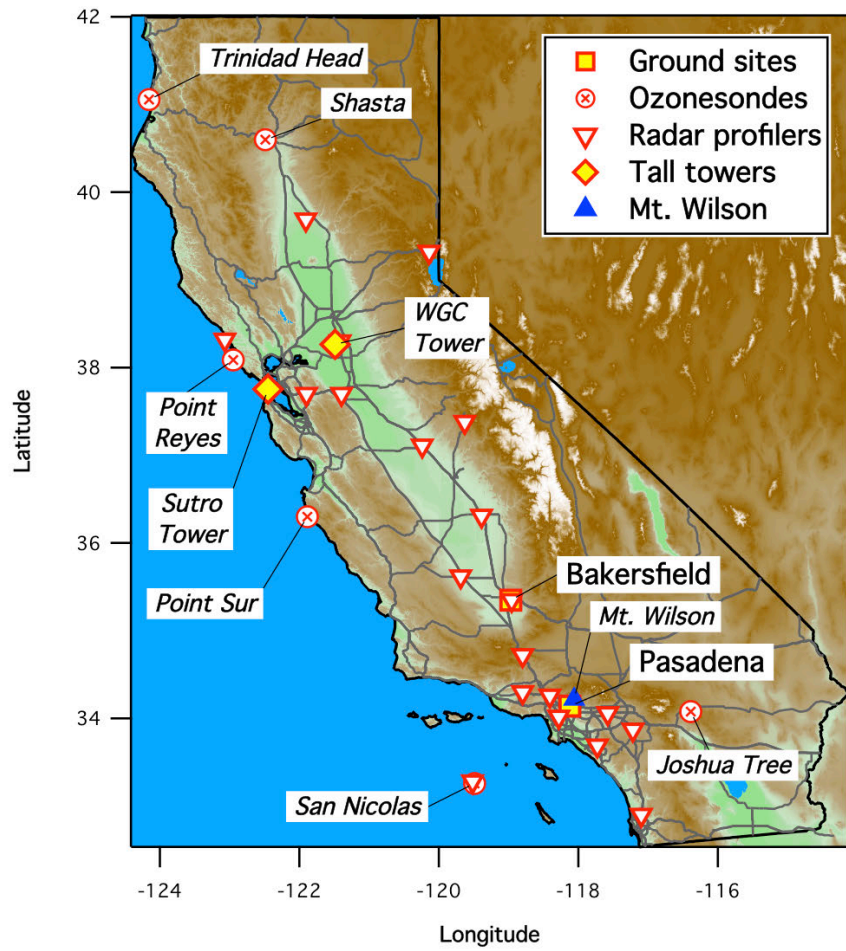 42
40
38
36
34
Latitude
-124
-122
-120
-118
-116
Longitude
Ground sites
Ozonesondes
Radar profilers
Tall towers
Mt. Wilson
Trinidad Head
Shasta
WGC
Tower
Point
Reyes
Sutro
Tower
Point Sur
Bakersfield
Mt. Wilson
Pasadena
Joshua Tree
San Nicolas